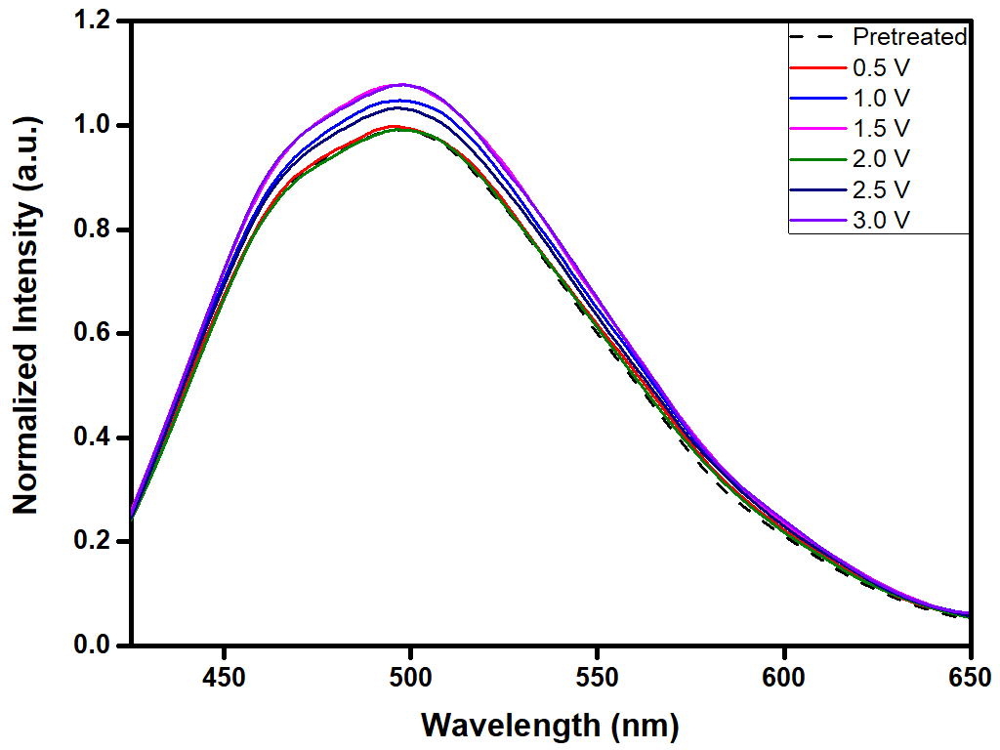 1.2
1.0
0.8
0.6
0.4
0.2
0.0
Normalized Intensity (a.u.)
Pretreated
0.5 V
1.0 V
1.5 V
2.0 V
2.5 V
3.0 V
450 500 550 600 650
Wavelength (nm)